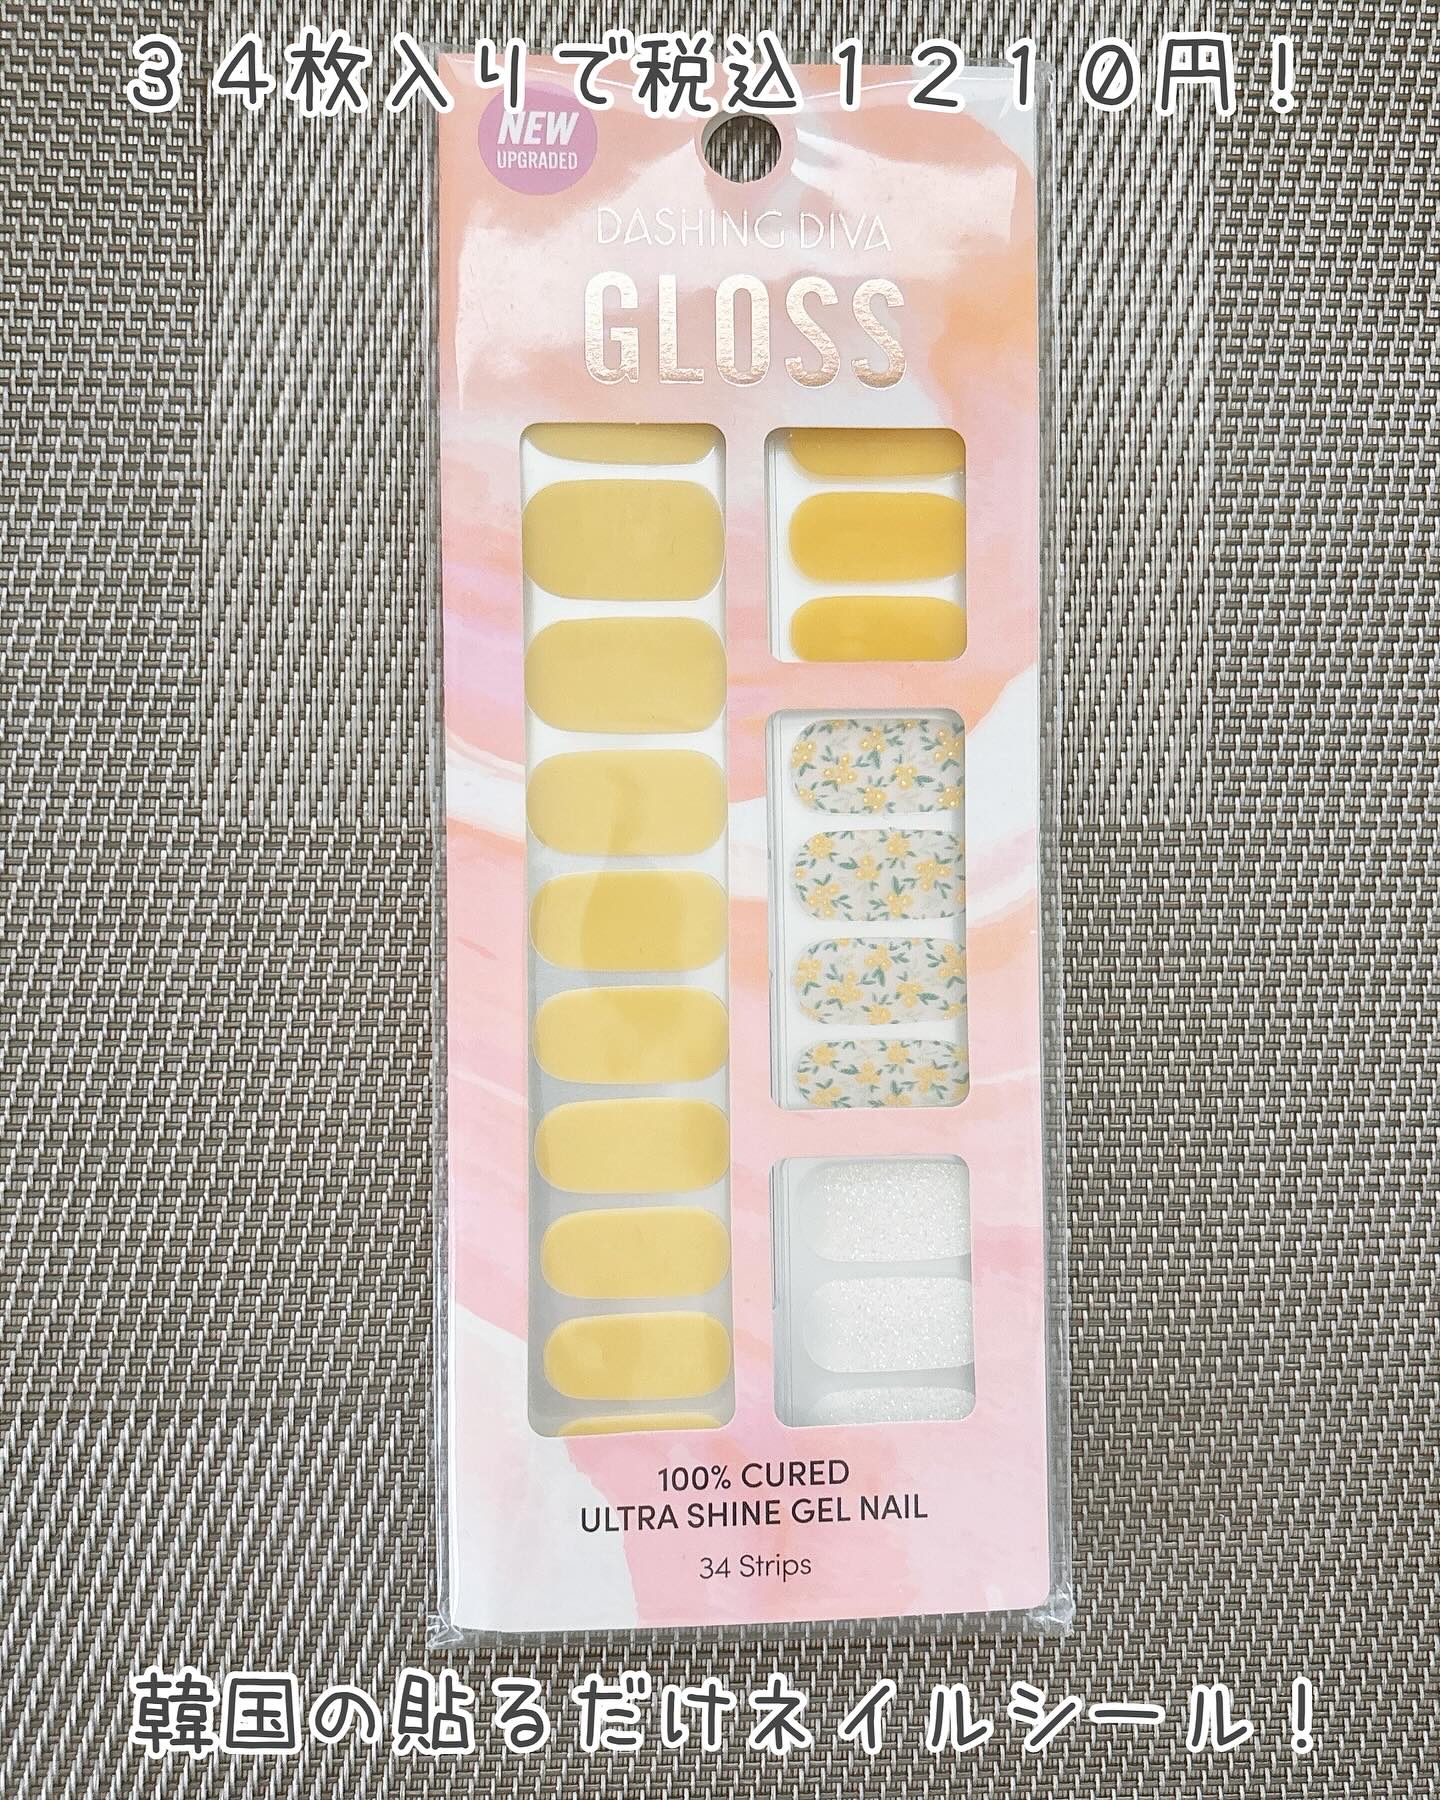 ３４枚入りで税込１２１０円！
NEW
UPGRADED
DASHING DIVA
GLOSS
100% CURED
ULTRA SHINE GEL NAIL
34 Strips
韓国の貼るだけネイルシール！